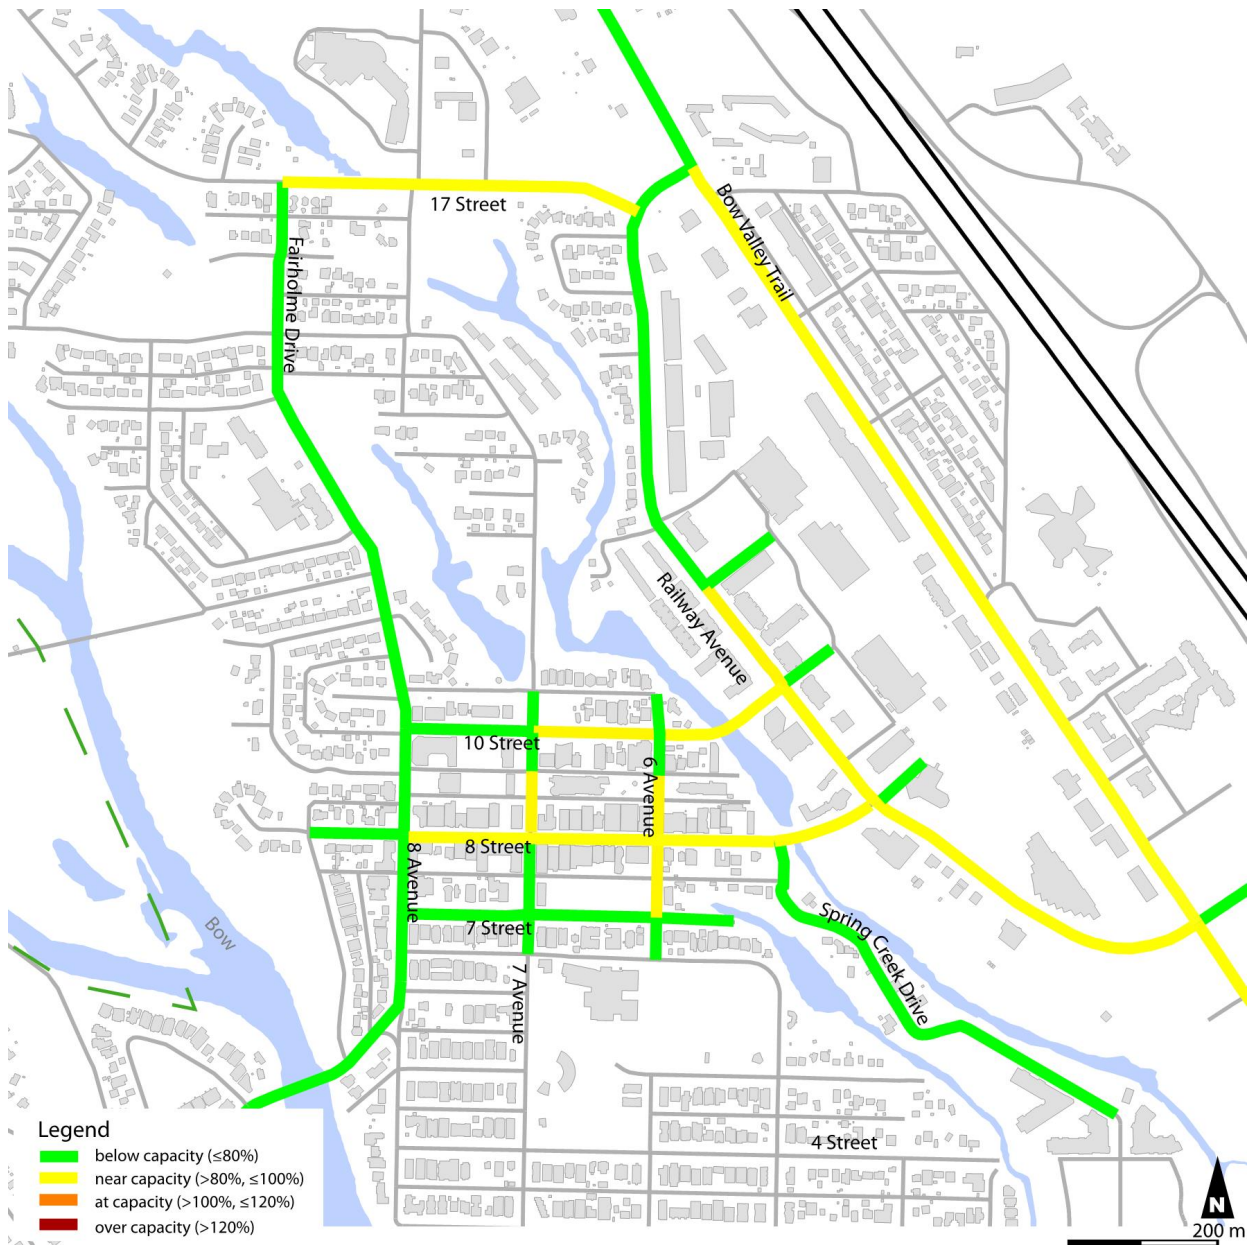 17 Street
Bow Valley Trail
Fairholme Drive
Railway Avenue
10 Street
6 Avenue
8 Street
8 Avenue
7 Street
Spring Creek Drive
Bow
7 Avenue
4 Street
Legend
below capacity (≤80%)
near capacity (>80%, ≤100%)
at capacity (>100%, ≤120%)
over capacity (>120%)
N
200 m